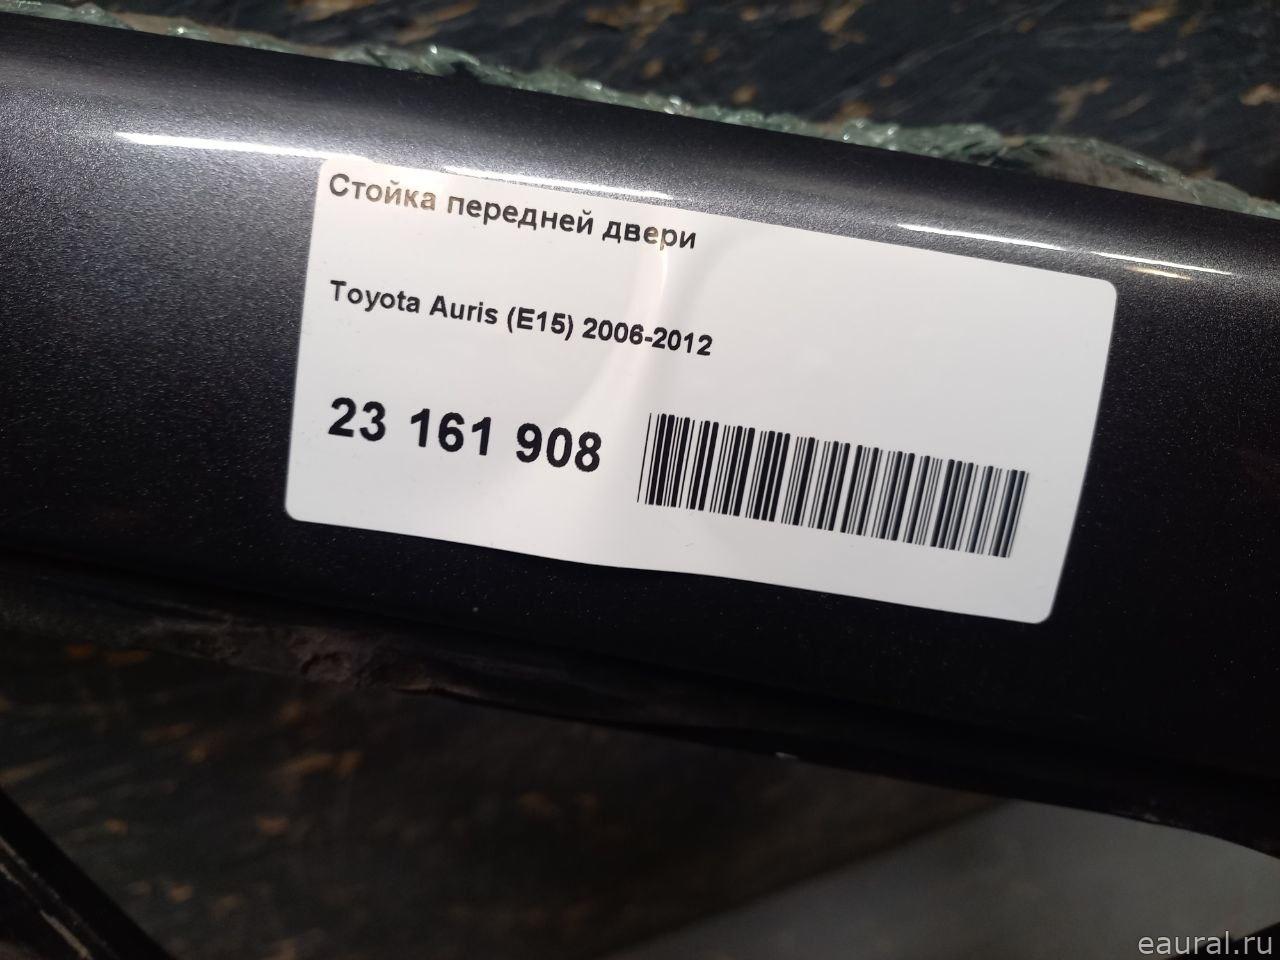 Стойка передней двери
Toyota Auris (E15) 2006-2012
23 161 908
eaural.ru